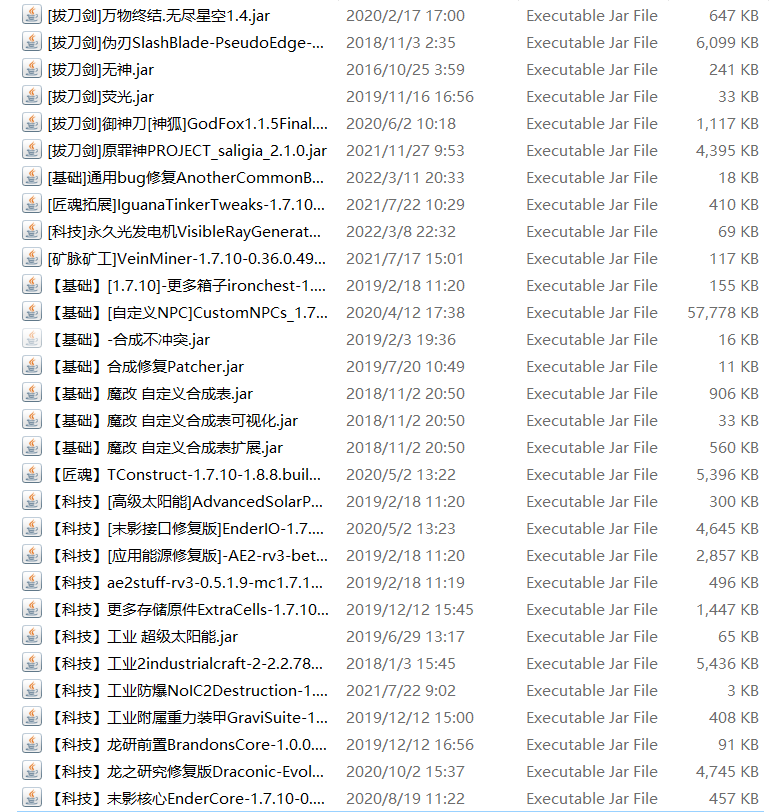 [拔刀剑]万物终结.无尽星空1.4.jar 2020/2/17 17:00 Executable Jar File 647 KB
[拔刀剑]伪刃SlashBlade-PseudoEdge-... 2018/11/3 2:35 Executable Jar File 6,099 KB
[拔刀剑]无神.jar 2016/10/25 3:59 Executable Jar File 241 KB
[拔刀剑]荧光.jar 2019/11/16 16:56 Executable Jar File 33 KB
[拔刀剑]御神刀[神狐]GodFox1.1.5Final.... 2020/6/2 10:18 Executable Jar File 1,117 KB
[拔刀剑]原罪神PROJECT_saligia_2.1.0.jar 2021/11/27 9:53 Executable Jar File 4,395 KB
[基础]通用bug修复AnotherCommonB... 2022/3/11 20:33 Executable Jar File 18 KB
[匠魂拓展]IguanaTinkerTweaks-1.7.10... 2021/7/22 10:29 Executable Jar File 410 KB
[科技]永久光发电机VisibleRayGenerat... 2022/3/8 22:32 Executable Jar File 69 KB
[矿脉矿工]VeinMiner-1.7.10-0.36.0.49... 2021/7/17 15:01 Executable Jar File 117 KB
【基础】[1.7.10]-更多箱子ironchest-1.... 2019/2/18 11:20 Executable Jar File 155 KB
【基础】[自定义NPC]CustomNPCs_1.7... 2020/4/12 17:38 Executable Jar File 57,778 KB
【基础】-合成不冲突.jar 2019/2/3 19:36 Executable Jar File 16 KB
【基础】合成修复Patcher.jar 2019/7/20 10:49 Executable Jar File 11 KB
【基础】魔改 自定义合成表.jar 2018/11/2 20:50 Executable Jar File 906 KB
【基础】魔改 自定义合成表可视化.jar 2018/11/2 20:50 Executable Jar File 33 KB
【基础】魔改 自定义合成表扩展.jar 2018/11/2 20:50 Executable Jar File 560 KB
【匠魂】TConstruct-1.7.10-1.8.8.buil... 2020/5/2 13:22 Executable Jar File 5,396 KB
【科技】[高级太阳能]AdvancedSolarP... 2019/2/18 11:20 Executable Jar File 300 KB
【科技】[末影接口修复版]EnderIO-1.7.... 2020/5/2 13:23 Executable Jar File 4,645 KB
【科技】[应用能源修复版]-AE2-rv3-bet... 2019/2/18 11:20 Executable Jar File 2,857 KB
【科技】ae2stuff-rv3-0.5.1.9-mc1.7.1... 2019/2/18 11:19 Executable Jar File 496 KB
【科技】更多存储原件ExtraCells-1.7.10... 2019/12/12 15:45 Executable Jar File 1,447 KB
【科技】工业 超级太阳能.jar 2019/6/29 13:17 Executable Jar File 65 KB
【科技】工业2industrialcraft-2-2.2.78... 2018/1/3 15:45 Executable Jar File 5,436 KB
【科技】工业防爆NoIC2Destruction-1.... 2021/7/22 9:02 Executable Jar File 3 KB
【科技】工业附属重力装甲GraviSuite-1... 2019/12/12 15:00 Executable Jar File 408 KB
【科技】龙研前置BrandonsCore-1.0.0.... 2019/12/12 16:56 Executable Jar File 91 KB
【科技】龙之研究修复版Draconic-Evol... 2020/10/2 15:37 Executable Jar File 4,745 KB
【科技】末影核心EnderCore-1.7.10-0.... 2020/8/19 11:22 Executable Jar File 457 KB